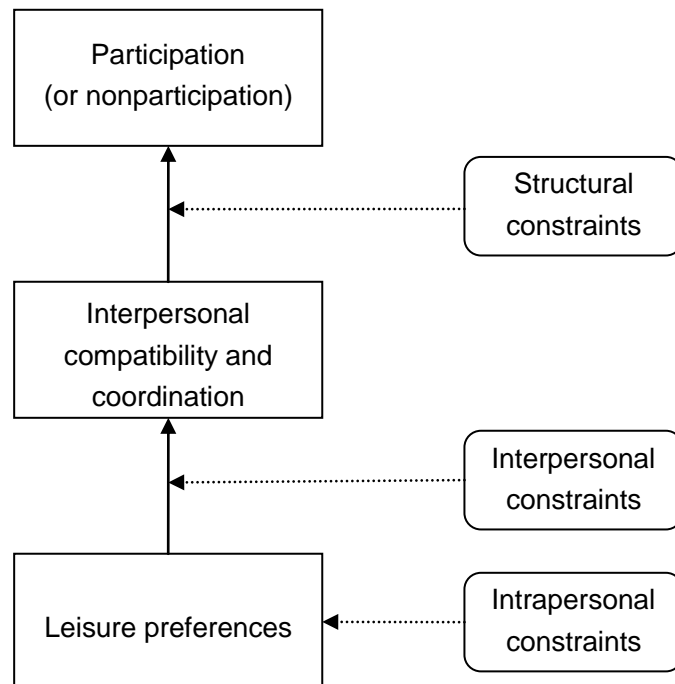 Participation
(or nonparticipation)
Structural
constraints
Interpersonal
compatibility and
coordination
Interpersonal
constraints
Leisure preferences
Intrapersonal
constraints